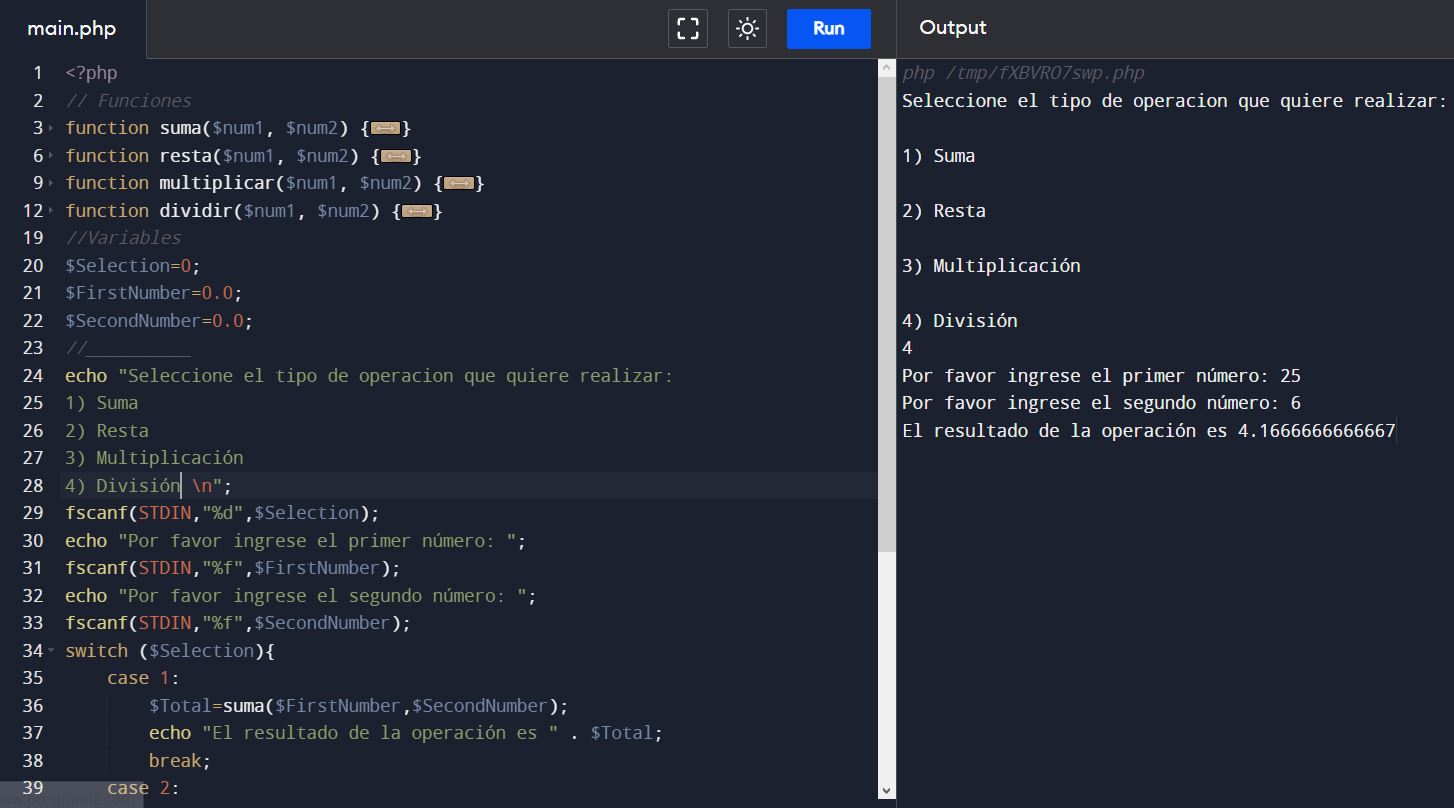 main.php
Run
Output
1 <?php
2 // Funciones
3 function suma($num1, $num2) {}
6 function resta($num1, $num2) {}
9 function multiplicar($num1, $num2) {}
12 function dividir($num1, $num2) {}
19 //Variables
20 $Selection=0;
21 $FirstNumber=0.0;
22 $SecondNumber=0.0;
23 //__________
24 echo "Seleccione el tipo de operacion que quiere realizar:
25 1) Suma
26 2) Resta
27 3) Multiplicación
28 4) División \n";
29 fscanf(STDIN,"%d",$Selection);
30 echo "Por favor ingrese el primer número: ";
31 fscanf(STDIN,"%f",$FirstNumber);
32 echo "Por favor ingrese el segundo número: ";
33 fscanf(STDIN,"%f",$SecondNumber);
34 switch ($Selection){
35 case 1:
36 $Total=suma($FirstNumber,$SecondNumber);
37 echo "El resultado de la operación es " . $Total;
38 break;
39 case 2:
php /tmp/fXBVRO7swp.php
Seleccione el tipo de operacion que quiere realizar:
1) Suma
2) Resta
3) Multiplicación
4) División
4
Por favor ingrese el primer número: 25
Por favor ingrese el segundo número: 6
El resultado de la operación es 4.1666666666667